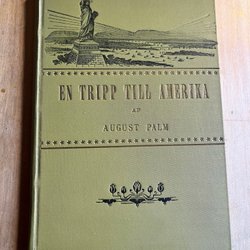 EN TRIPP TILL AMERIKA
AF
AUGUST PALM